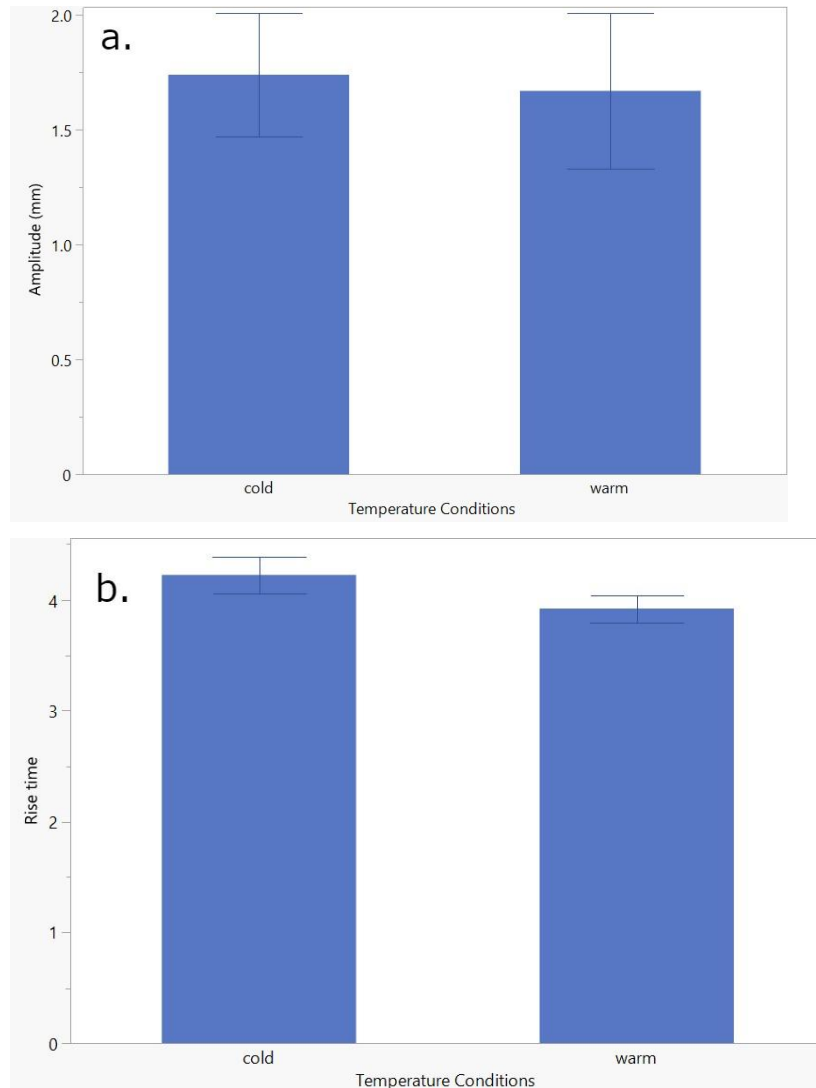 a.
2.0
1.5
1.0
0.5
0
Amplitude (mm)
cold warm
Temperature Conditions
b.
4
3
2
1
0
Rise time
cold warm
Temperature Conditions